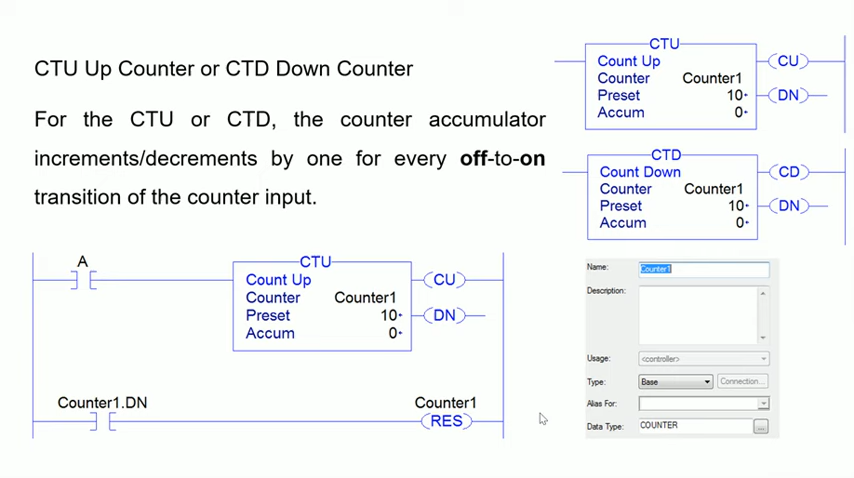 CTU Up Counter or CTD Down Counter
For the CTU or CTD, the counter accumulator
increments/decrements by one for every off-to-on
transition of the counter input.
CTU
Count Up
CU
Counter Counter1
Preset 10
DN
Accum 0
CTD
Count Down
CD
Counter Counter1
Preset 10
DN
Accum 0
A
CTU
Count Up
CU
Counter Counter1
Preset 10
DN
Accum 0
Counter1.DN
Counter1
RES
Name: Counter1
Description:
Usage: <controller>
Type: Base Connection...
Alias For:
Data Type: COUNTER ...